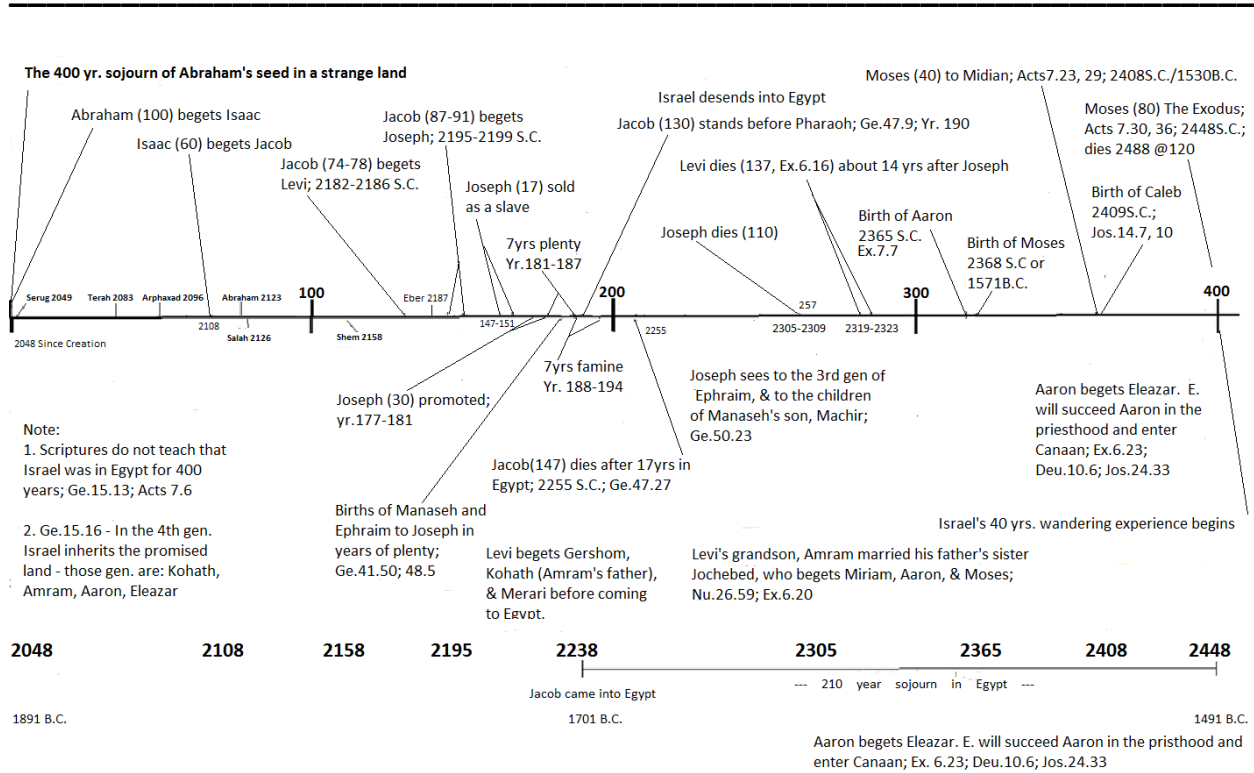 The 400 yr. sojourn of Abraham's seed in a strange land
Abraham (100) begets Isaac
Isaac (60) begets Jacob
Jacob (74-78) begets
Levi; 2182-2186 S.C.
Jacob (87-91) begets
Joseph; 2195-2199 S.C.
Joseph (17) sold
as a slave
7yrs plenty
Yr.181-187
Israel desends into Egypt
Jacob (130) stands before Pharaoh; Ge.47.9; Yr. 190
Levi dies (137, Ex.6.16) about 14 yrs after Joseph
Joseph dies (110)
Birth of Aaron
2365 S.C.
Ex.7.7
Moses (40) to Midian; Acts7.23, 29; 2408S.C./1530B.C.
Moses (80) The Exodus;
Acts 7.30, 36; 2448S.C.;
dies 2488 @120
Birth of Caleb
2409S.C.;
Jos.14.7, 10
Birth of Moses
2368 S.C or
1571B.C.
Serug 2049
Terah 2083
Arphaxad 2096
Abraham 2123
100
Eber 2187
200
257
300
400
2048 Since Creation
2108
Salah 2126
Shem 2158
147-151
2255
2305-2309
2319-2323
7yrs famine
Yr. 188-194
Joseph (30) promoted;
yr.177-181
Joseph sees to the 3rd gen of
Ephraim, & to the children
of Manaseh's son, Machir;
Ge.50.23
Aaron begets Eleazar. E.
will succeed Aaron in the
priesthood and enter
Canaan; Ex.6.23;
Deu.10.6; Jos.24.33
Note:
1. Scriptures do not teach that
Israel was in Egypt for 400
years; Ge.15.13; Acts 7.6
2. Ge.15.16 - In the 4th gen.
Israel inherits the promised
land - those gen. are: Kohath,
Amram, Aaron, Eleazar
Jacob(147) dies after 17yrs in
Egypt; 2255 S.C.; Ge.47.27
Births of Manaseh and
Ephraim to Joseph in
years of plenty;
Ge.41.50; 48.5
Israel's 40 yrs. wandering experience begins
Levi begets Gershom,
Kohath (Amram's father),
& Merari before coming
to Egypt.
Levi's grandson, Amram married his father's sister
Jochebed, who begets Miriam, Aaron, & Moses;
Nu.26.59; Ex.6.20
2048 2108 2158 2195 2238 2305 2365 2408 2448
--- 210 year sojourn in Egypt ---
Jacob came into Egypt
1891 B.C. 1701 B.C. 1491 B.C.
Aaron begets Eleazar. E. will succeed Aaron in the pristhood and
enter Canaan; Ex. 6.23; Deu.10.6; Jos.24.33